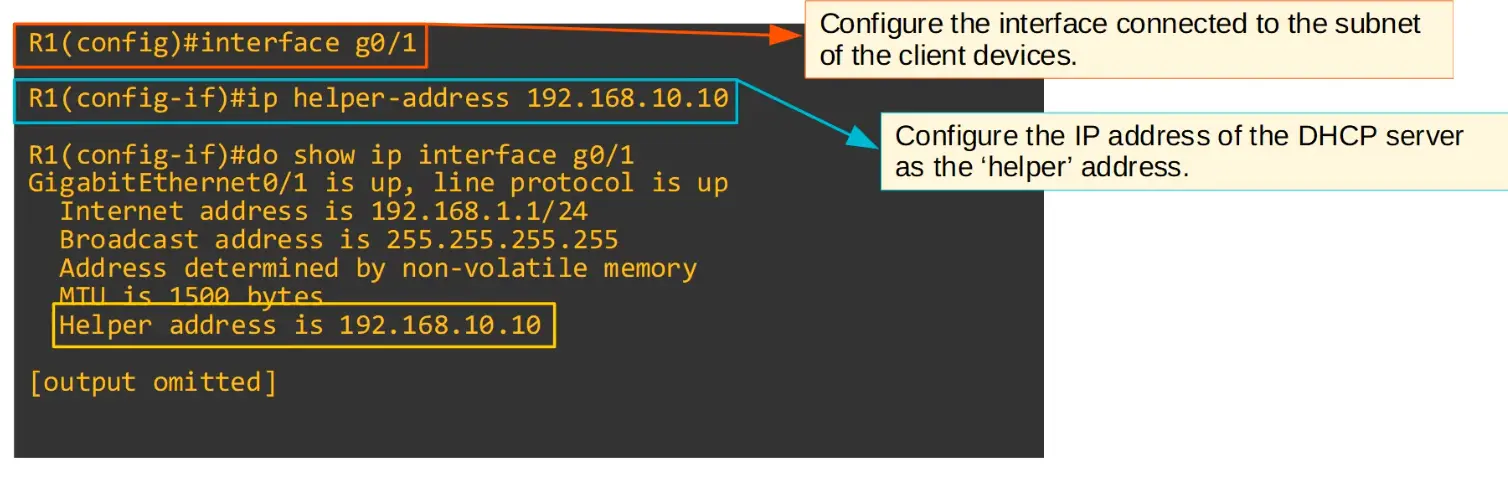 R1(config)#interface g0/1
Configure the interface connected to the subnet
of the client devices.
R1(config-if)#ip helper-address 192.168.10.10
Configure the IP address of the DHCP server
as the ‘helper’ address.
R1(config-if)#do show ip interface g0/1
GigabitEthernet0/1 is up, line protocol is up
  Internet address is 192.168.1.1/24
  Broadcast address is 255.255.255.255
  Address determined by non-volatile memory
  MTU is 1500 bytes
  Helper address is 192.168.10.10
[output omitted]